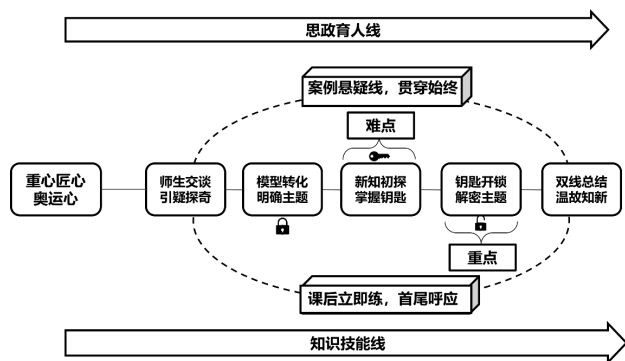 思政育人线
案例悬疑线，贯穿始终
难点
重心匠心
奥运心
师生交谈
引疑探奇
模型转化
明确主题
新知初探
掌握钥匙
钥匙开锁
解密主题
双线总结
温故知新
重点
课后立即练，首尾呼应
知识技能线